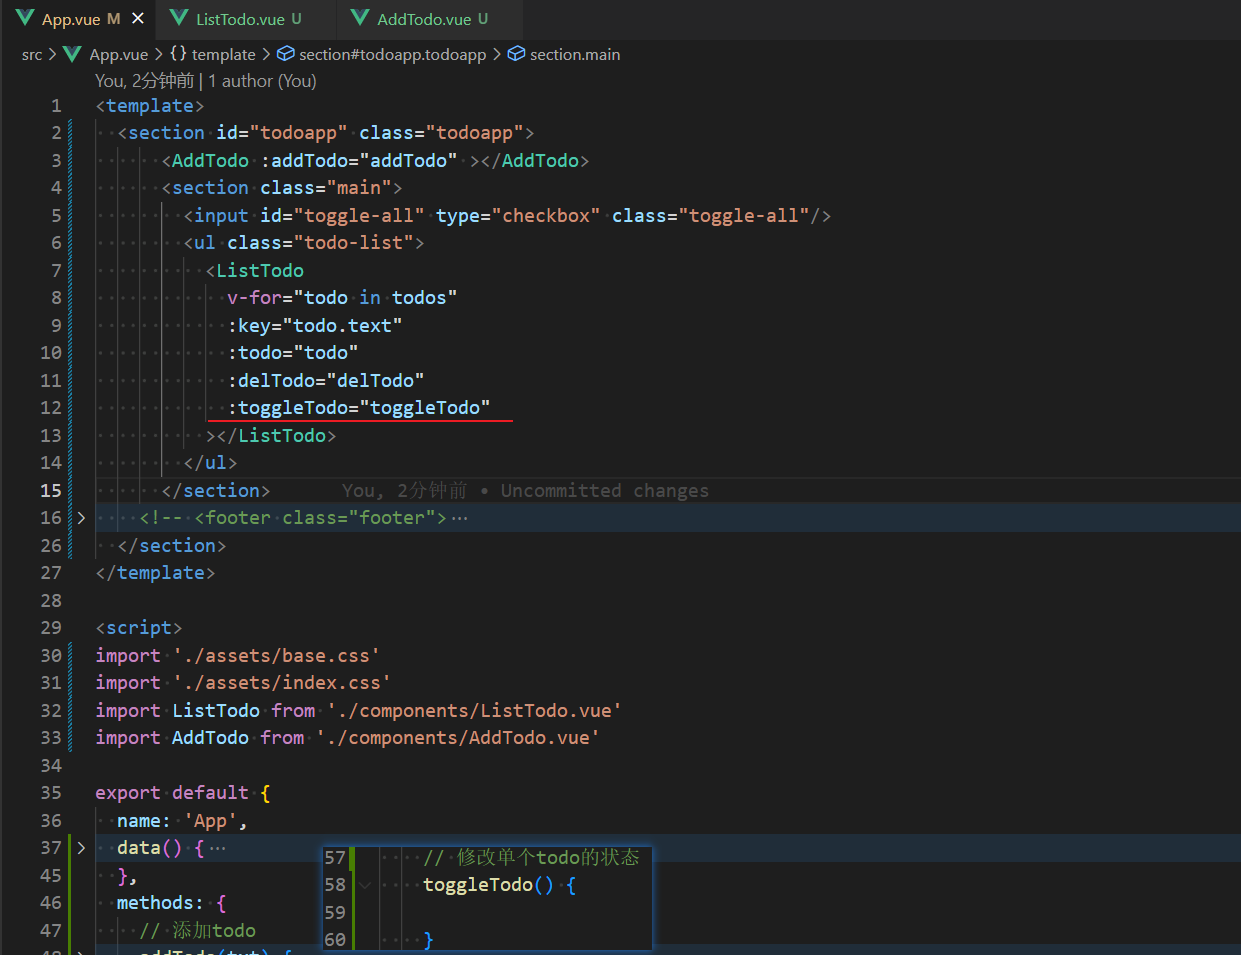 App.vue M ListTodo.vue U AddTodo.vue U
src > App.vue > {} template > section#todoapp.todoapp > section.main
You, 2分钟前 | 1 author (You)
1 <template>
2 <section id="todoapp" class="todoapp">
3 <AddTodo :addTodo="addTodo" ></AddTodo>
4 <section class="main">
5 <input id="toggle-all" type="checkbox" class="toggle-all"/>
6 <ul class="todo-list">
7 <ListTodo
8 v-for="todo in todos"
9 :key="todo.text"
10 :todo="todo"
11 :delTodo="delTodo"
12 :toggleTodo="toggleTodo"
13 ></ListTodo>
14 </ul>
15 </section> You, 2分钟前 • Uncommitted changes
16 <!-- <footer class="footer"> ...
26 </section>
27 </template>
28
29 <script>
30 import './assets/base.css'
31 import './assets/index.css'
32 import ListTodo from './components/ListTodo.vue'
33 import AddTodo from './components/AddTodo.vue'
34
35 export default {
36 name: 'App',
37 data() { ...
45 },
46 methods: {
47 // 添加todo
48 addTodo(txt) {
57 // 修改单个todo的状态
58 toggleTodo() {
59
60 }